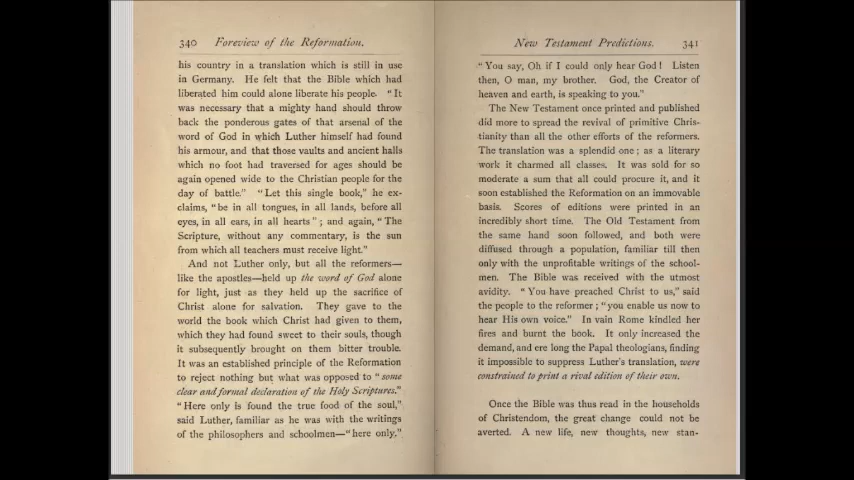 340 Foreview of the Reformation.
his country in a translation which is still in use
in Germany. He felt that the Bible which had
liberated him could alone liberate his people. "It
was necessary that a mighty hand should throw
back the ponderous gates of that arsenal of the
word of God in which Luther himself had found
his armour, and that those vaults and ancient halls
which no foot had traversed for ages should be
again opened wide to the Christian people for the
day of battle." "Let this single book," he ex-
claims, "be in all tongues, in all lands, before all
eyes, in all ears, in all hearts"; and again, "The
Scripture, without any commentary, is the sun
from which all teachers must receive light."
And not Luther only, but all the reformers—
like the apostles—held up the word of God alone
for light, just as they held up the sacrifice of
Christ alone for salvation. They gave to the
world the book which Christ had given to them,
which they had found sweet to their souls, though
it subsequently brought on them bitter trouble.
It was an established principle of the Reformation
to reject nothing but what was opposed to "some
clear and formal declaration of the Holy Scriptures."
"Here only is found the true food of the soul,"
said Luther, familiar as he was with the writings
of the philosophers and schoolmen—"here only."
New Testament Predictions. 341
"You say, Oh if I could only hear God! Listen
then, O man, my brother. God, the Creator of
heaven and earth, is speaking to you."
The New Testament once printed and published
did more to spread the revival of primitive Chris-
tianity than all the other efforts of the reformers.
The translation was a splendid one; as a literary
work it charmed all classes. It was sold for so
moderate a sum that all could procure it, and it
soon established the Reformation on an immovable
basis. Scores of editions were printed in an
incredibly short time. The Old Testament from
the same hand soon followed, and both were
diffused through a population, familiar till then
only with the unprofitable writings of the school-
men. The Bible was received with the utmost
avidity. "You have preached Christ to us," said
the people to the reformer; "you enable us now to
hear His own voice." In vain Rome kindled her
fires and burnt the book. It only increased the
demand, and ere long the Papal theologians, finding
it impossible to suppress Luther's translation, were
constrained to print a rival edition of their own.
Once the Bible was thus read in the households
of Christendom, the great change could not be
averted. A new life, new thoughts, new stan-